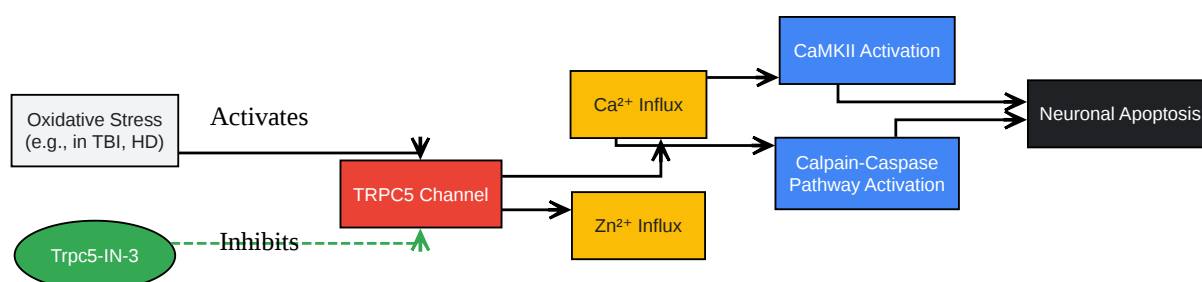 Oxidative Stress
(e.g., in TBI, HD)
Activates
Trpc5-IN-3
Inhibits
TRPC5 Channel
Ca²⁺ Influx
Zn²⁺ Influx
CaMKII Activation
Calpain-Caspase
Pathway Activation
Neuronal Apoptosis